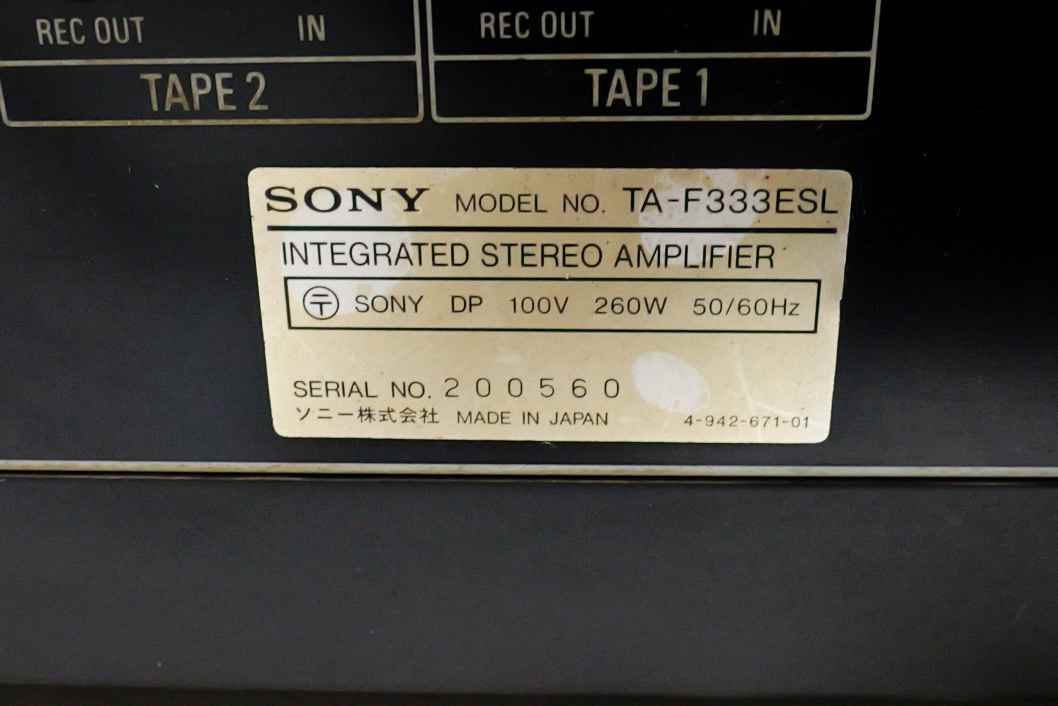 REC OUT IN REC OUT IN
TAPE 2 TAPE 1
SONY MODEL NO. TA-F333ESL
INTEGRATED STEREO AMPLIFIER
〒 SONY DP 100V 260W 50/60Hz
SERIAL NO. 200560
ソニー株式会社 MADE IN JAPAN 4-942-671-01